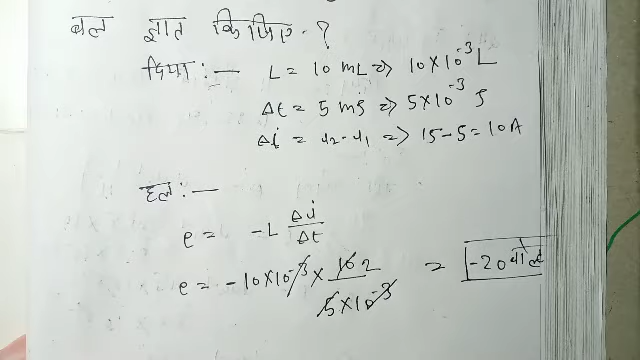 बल ज्ञात किजिए - ?
दिया :— L = 10 mL => 10×10⁻³ L
Δt = 5 ms => 5×10⁻³ s
Δi = i₂-i₁ => 15-5 = 10A
हल :—
e = -L Δi/Δt
e = -10×10⁻³ × 10 2/5×10⁻³ = -20 वोल्ट